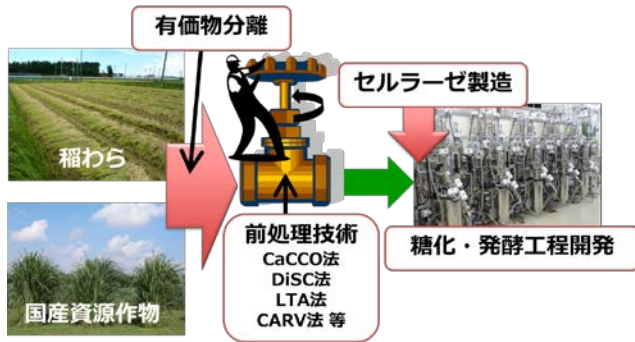 有価物分離
セルラーゼ製造
稲わら
国産資源作物
前処理技術
CaCCO法
DiSC法
LTA法
CARV法 等
糖化・発酵工程開発